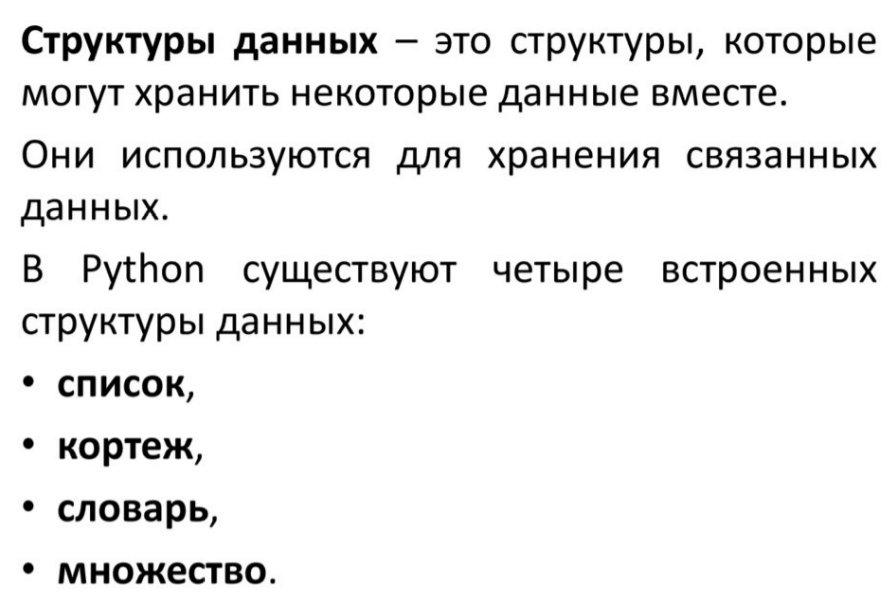 Структуры данных – это структуры, которые
могут хранить некоторые данные вместе.
Они используются для хранения связанных
данных.
В Python существуют четыре встроенных
структуры данных:
• список,
• кортеж,
• словарь,
• множество.